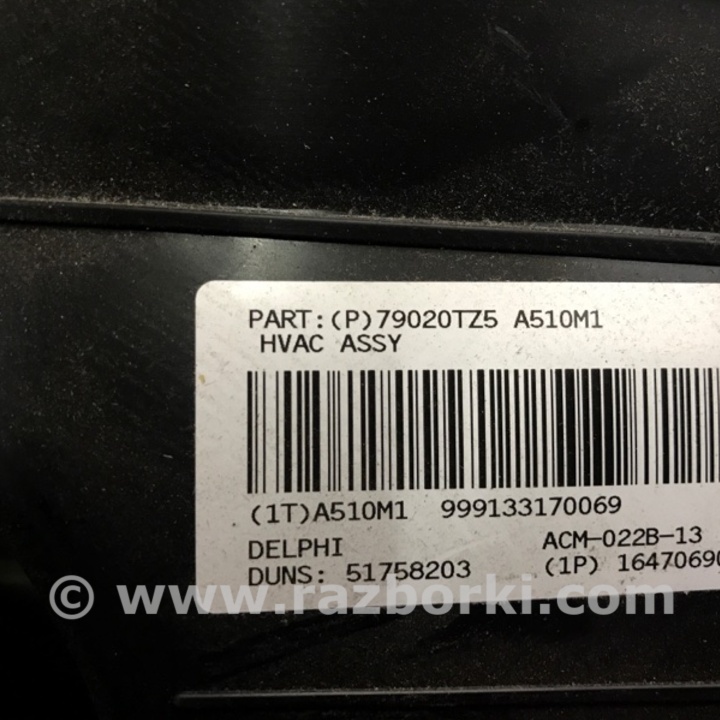 PART:(P)79020TZ5 A510M1
HVAC ASSY
(1T)A510M1 999133170069
DELPHI ACM-022B-13
DUNS: 51758203 (1P) 1647069
© www.razborki.com